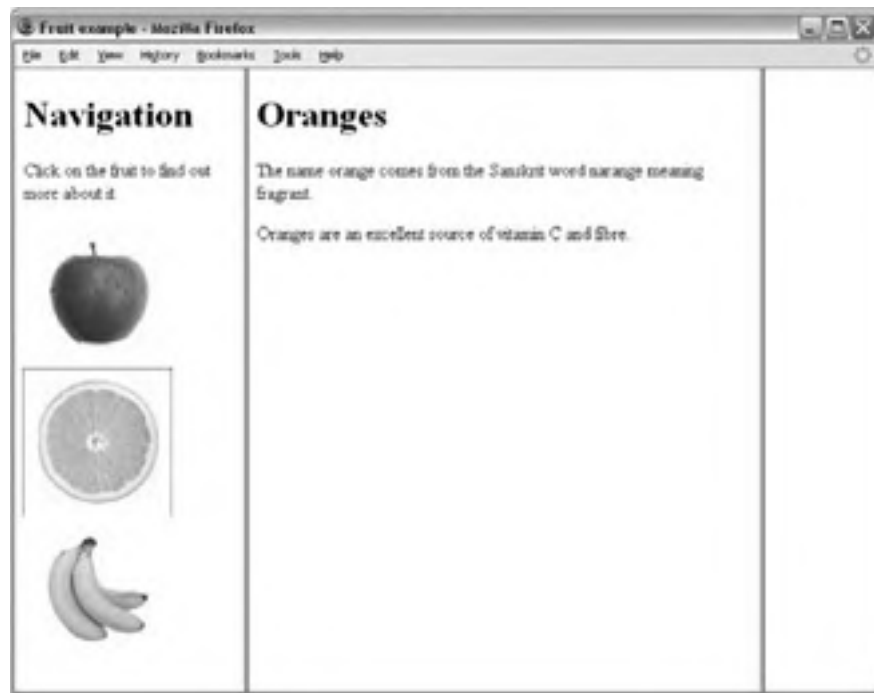 Fruit example - Mozilla Firefox
File Edit View History Bookmarks Tools Help
Navigation
Click on the fruit to find out
more about it
Oranges
The name orange comes from the Sanskrit word narange meaning
fragrant.
Oranges are an excellent source of vitamin C and fibre.